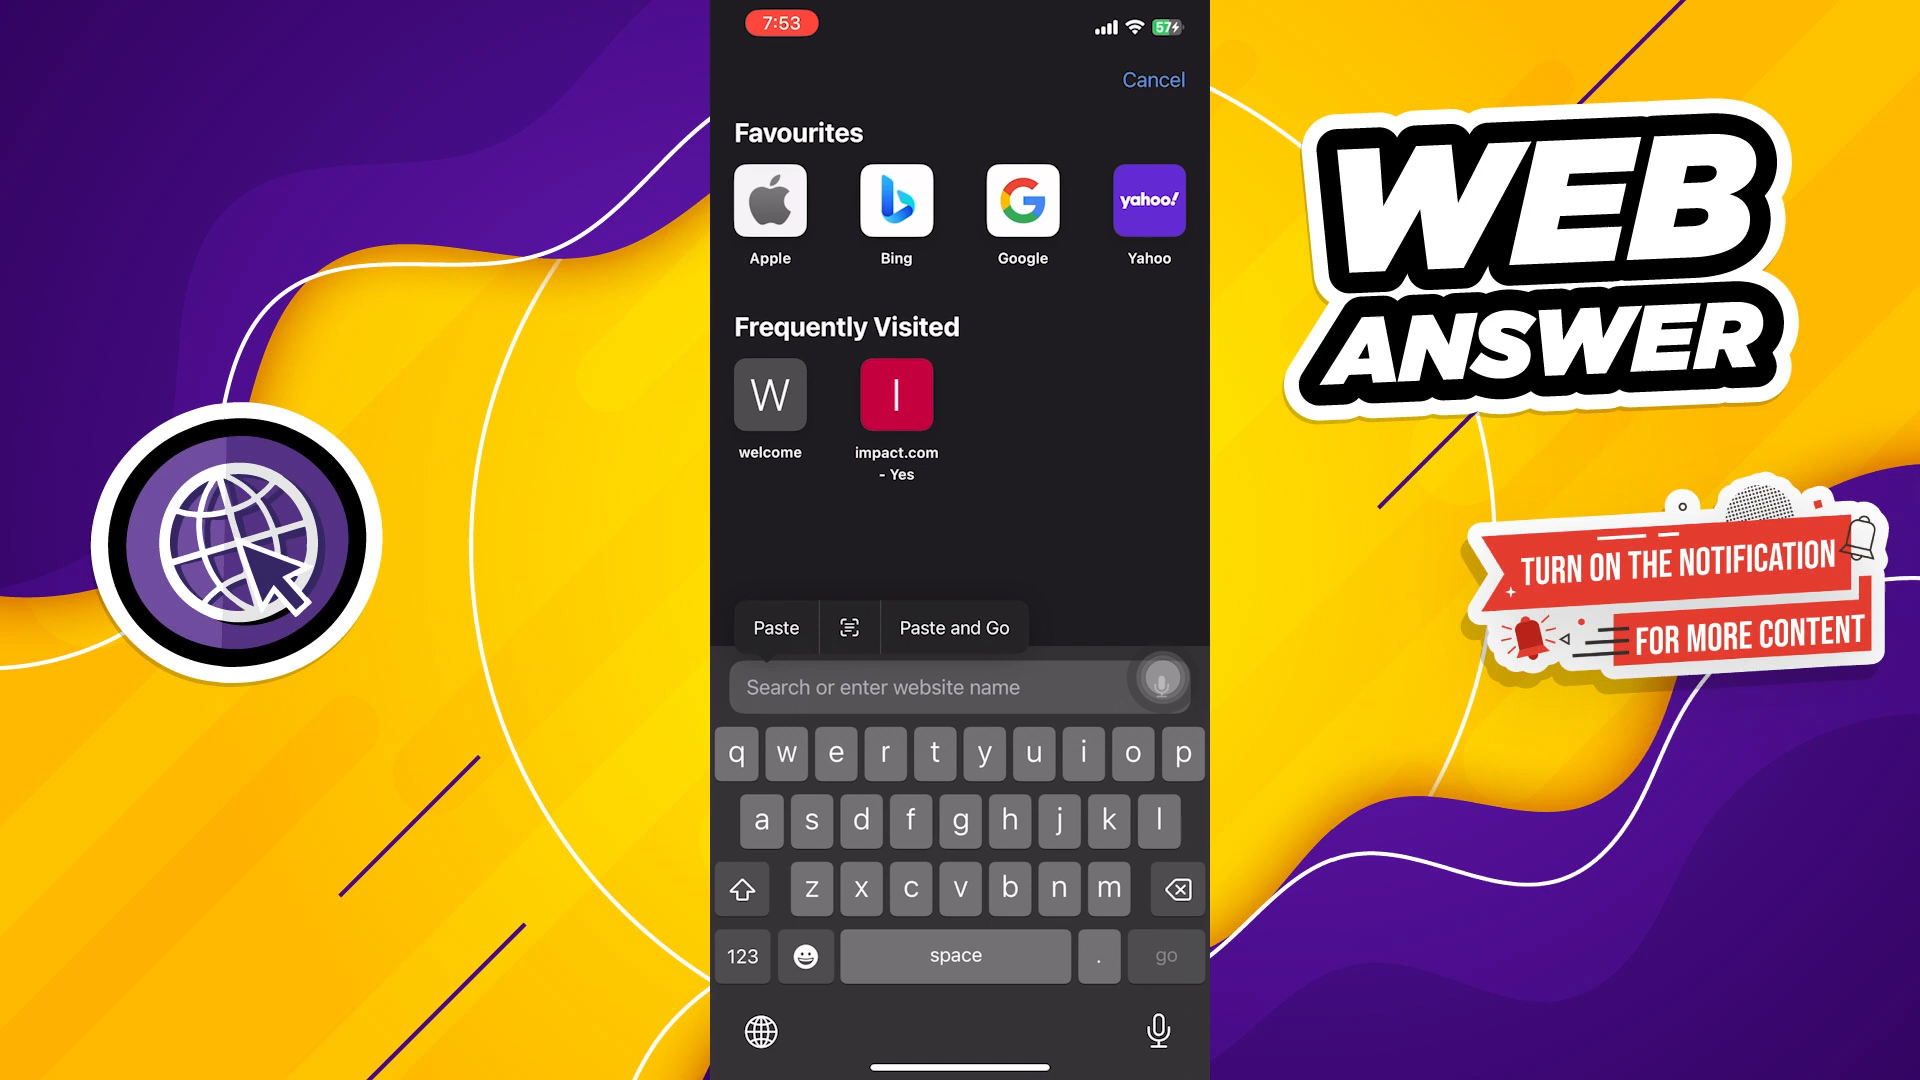 7:53
57
Cancel
Favourites
yahoo!
Apple
Bing
Google
Yahoo
Frequently Visited
W
I
welcome
impact.com
- Yes
Paste
Paste and Go
Search or enter website name
q w e r t y u i o p
a s d f g h j k l
z x c v b n m
123
space
.
go
WEB
ANSWER
TURN ON THE NOTIFICATION
FOR MORE CONTENT